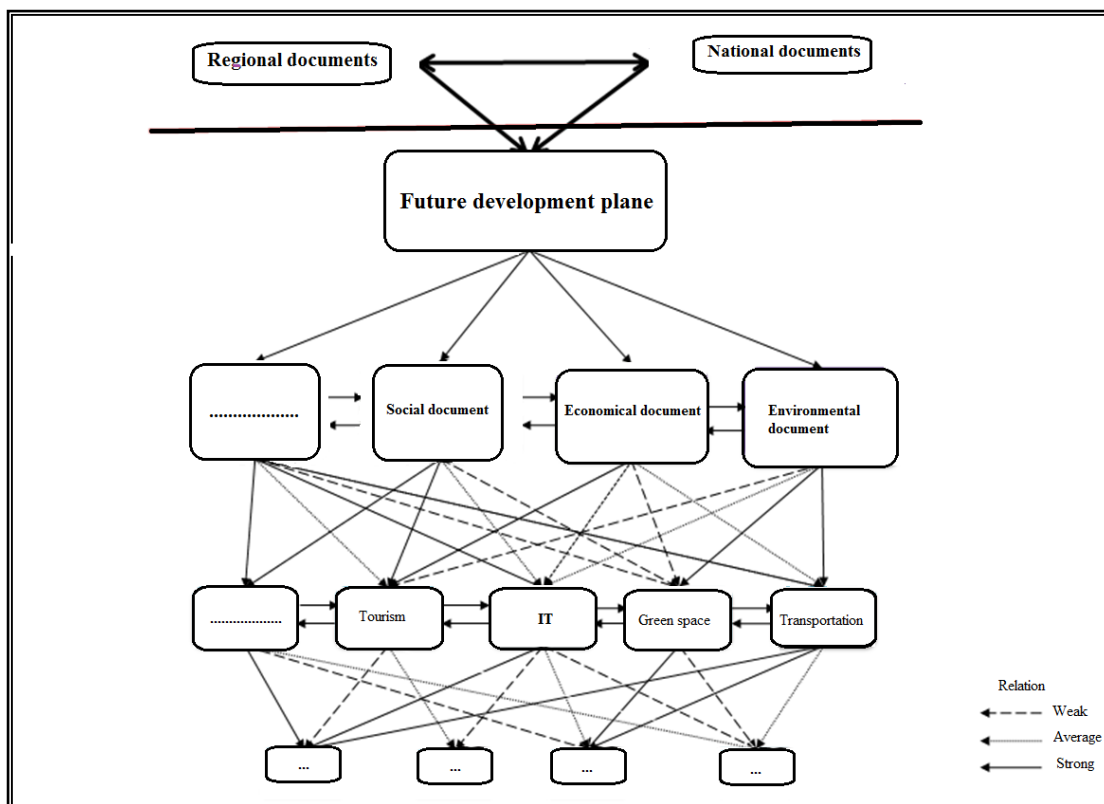 Regional documents
National documents
Future development plane
....................
Social document
Economical document
Environmental
document
...................
Tourism
IT
Green space
Transportation
Relation
Weak
Average
Strong
...
...
...
...